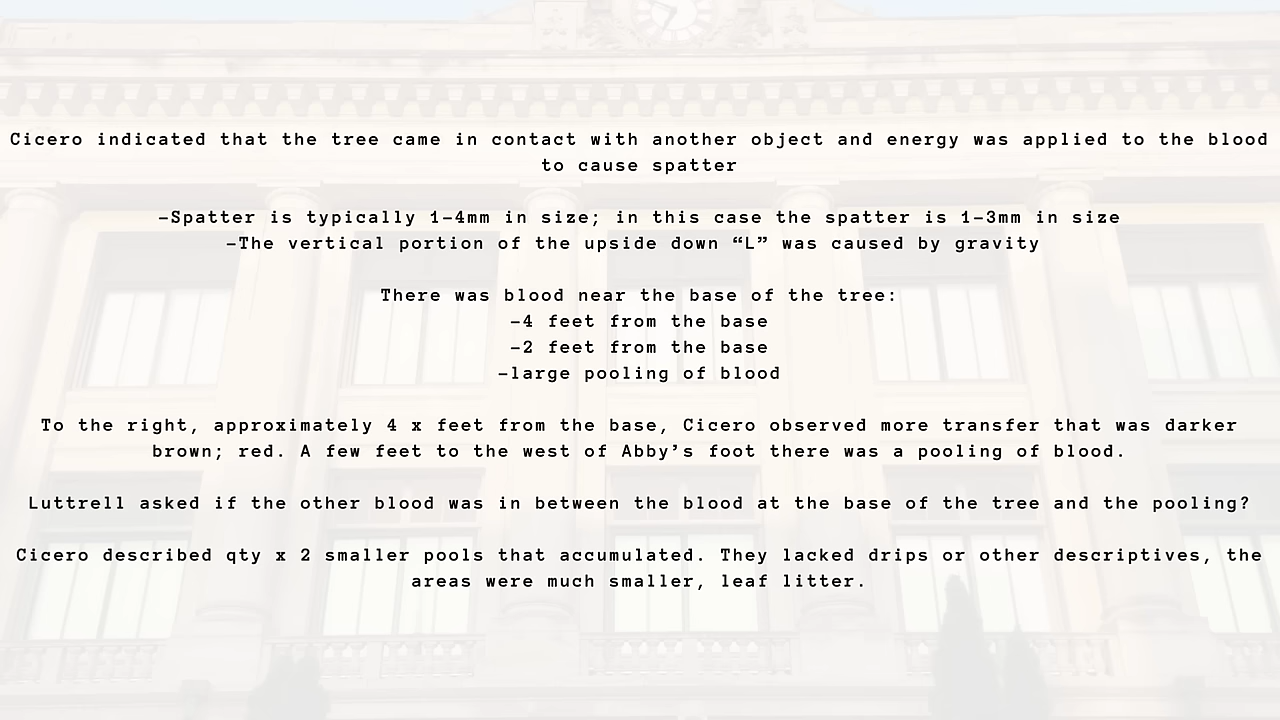 Cicero indicated that the tree came in contact with another object and energy was applied to the blood
to cause spatter
-Spatter is typically 1-4mm in size; in this case the spatter is 1-3mm in size
-The vertical portion of the upside down “L” was caused by gravity
There was blood near the base of the tree:
-4 feet from the base
-2 feet from the base
-large pooling of blood
To the right, approximately 4 x feet from the base, Cicero observed more transfer that was darker
brown; red. A few feet to the west of Abby’s foot there was a pooling of blood.
Luttrell asked if the other blood was in between the blood at the base of the tree and the pooling?
Cicero described qty x 2 smaller pools that accumulated. They lacked drips or other descriptives, the
areas were much smaller, leaf litter.